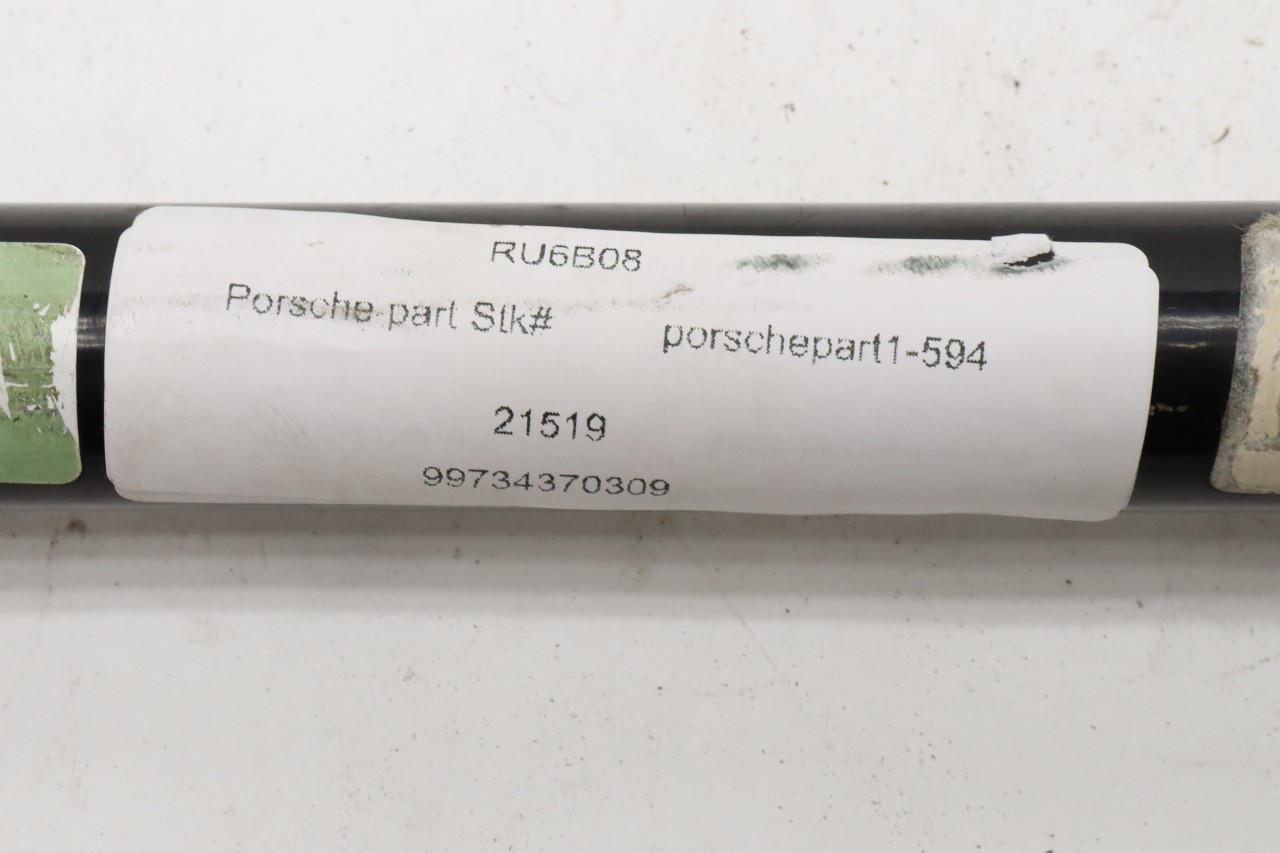 RU6B08
Porsche part Stk# porschepart1-594
21519
99734370309